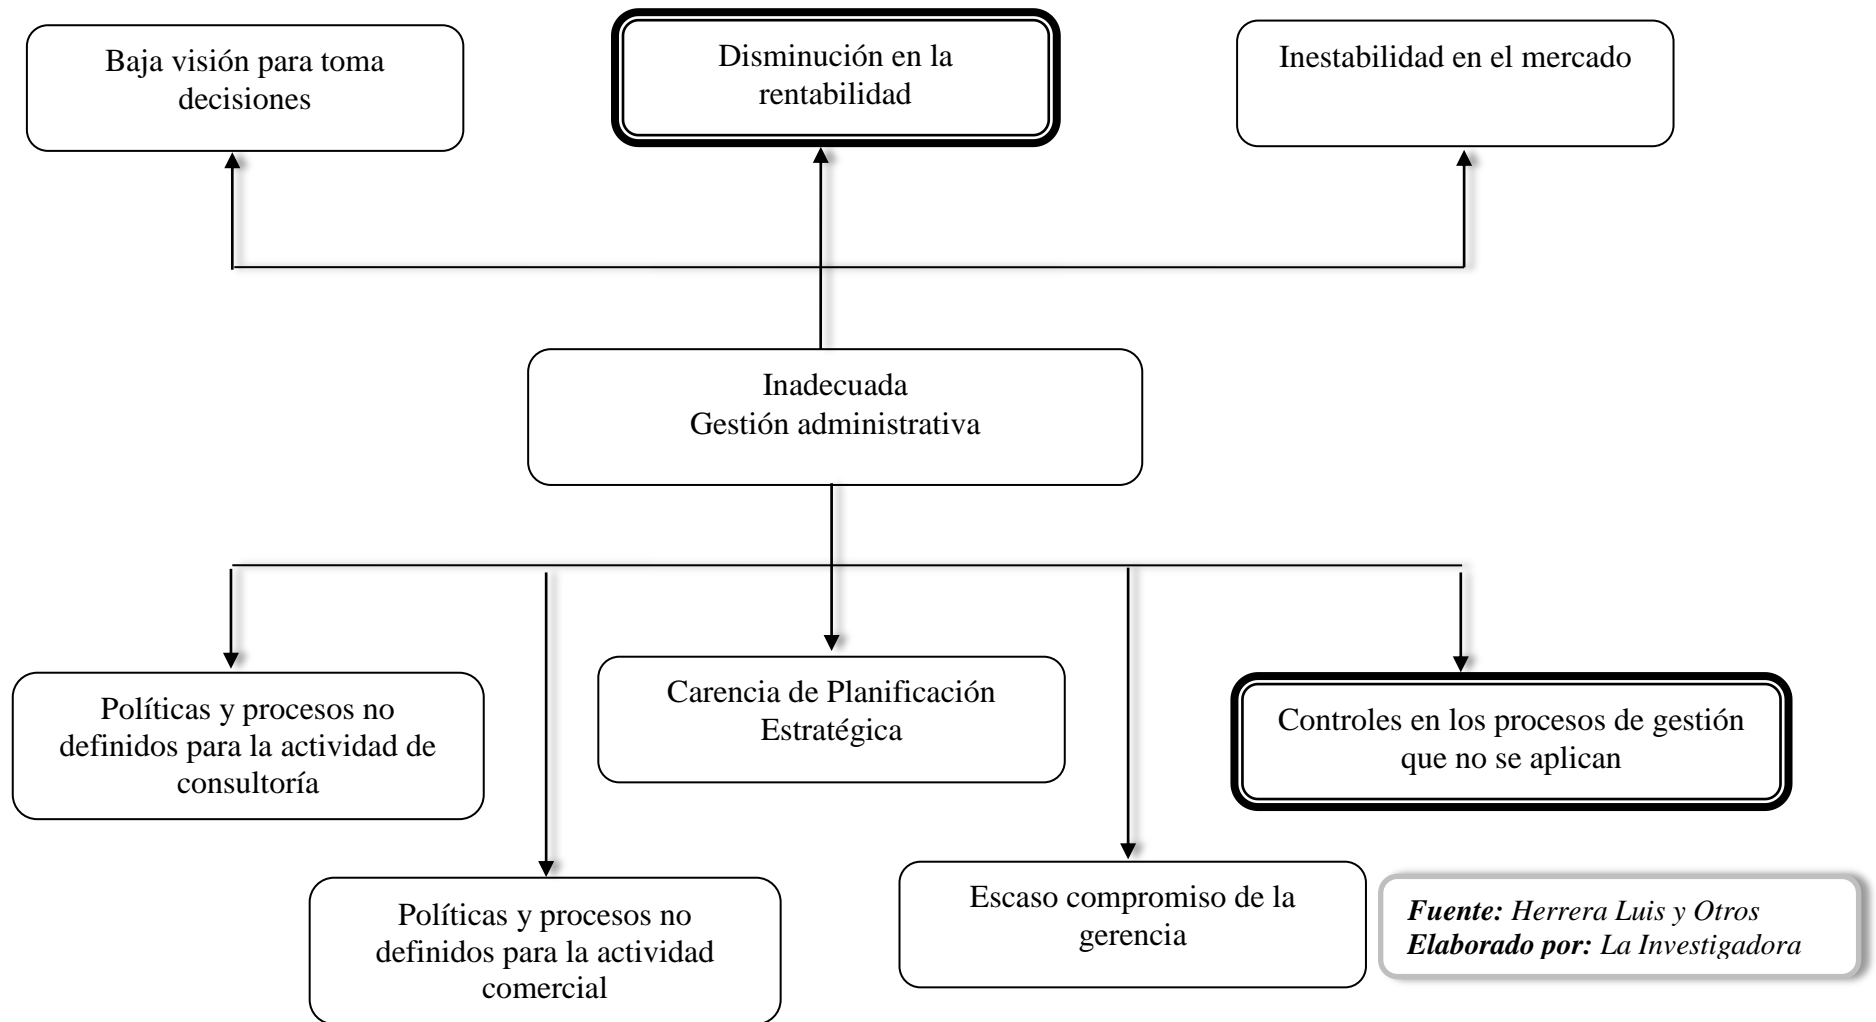 Baja visión para toma
decisiones
Disminución en la
rentabilidad
Inestabilidad en el mercado
Inadecuada
Gestión administrativa
Políticas y procesos no
definidos para la actividad de
consultoría
Carencia de Planificación
Estratégica
Controles en los procesos de gestión
que no se aplican
Políticas y procesos no
definidos para la actividad
comercial
Escaso compromiso de la
gerencia
Fuente: Herrera Luis y Otros
Elaborado por: La Investigadora